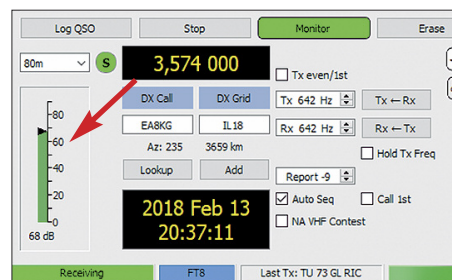 Log QSO Stop Monitor Erase
80m S 3,574 000
Tx even/1st
DX Call DX Grid Tx 642 Hz Tx ← Rx
EA8KG IL18 Rx 642 Hz Rx ← Tx
Az: 235 3659 km
Hold Tx Freq
Lookup Add
Report -9
Auto Seq Call 1st
NA VHF Contest
2018 Feb 13
20:37:11
-80
-60
-40
-20
-0
68 dB
Receiving FT8 Last Tx: TU 73 GL RIC